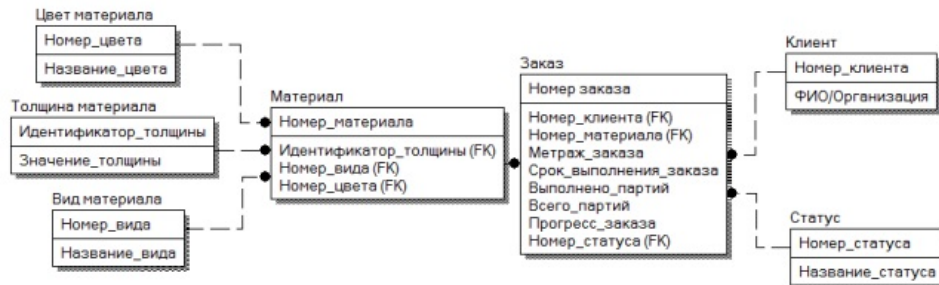 Цвет материала
Номер_цвета
Название_цвета
Толщина материала
Идентификатор_толщины
Значение_толщины
Вид материала
Номер_вида
Название_вида
Материал
Номер_материала
Идентификатор_толщины (FK)
Номер_вида (FK)
Номер_цвета (FK)
Заказ
Номер заказа
Номер_клиента (FK)
Номер_материала (FK)
Метраж_заказа
Срок_выполнения_заказа
Выполнено_партий
Всего_партий
Прогресс_заказа
Номер_статуса (FK)
Клиент
Номер_клиента
ФИО/Организация
Статус
Номер_статуса
Название_статуса